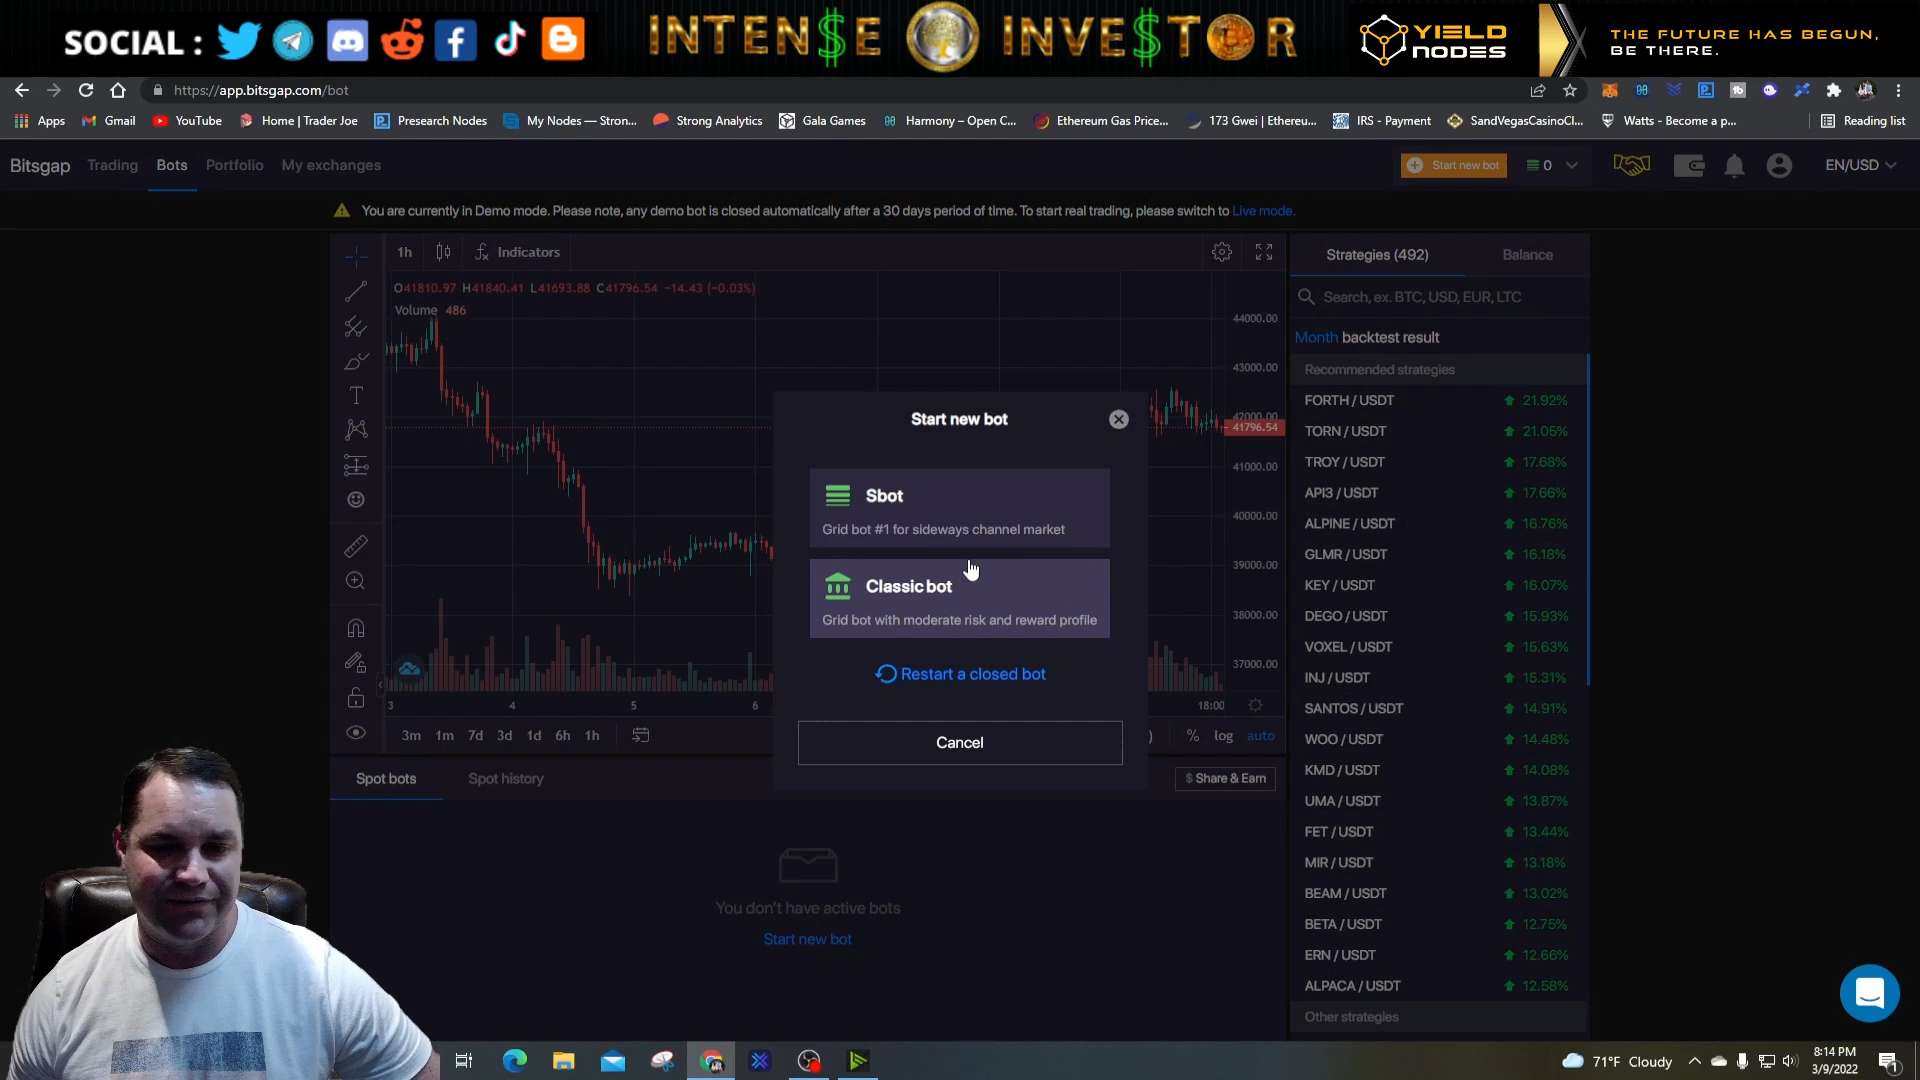 SOCIAL :
INTEN$E INVE$TOR
YIELD NODES
THE FUTURE HAS BEGUN,
BE THERE.
https://app.bitsgap.com/bot
Apps Gmail YouTube Home | Trader Joe Presearch Nodes My Nodes — Stron... Strong Analytics Gala Games Harmony – Open C... Ethereum Gas Price... 173 Gwei | Ethereu... IRS - Payment SandVegasCasinoCl... Watts - Become a p... Reading list
Bitsgap Trading Bots Portfolio My exchanges Start new bot 0 EN/USD
You are currently in Demo mode. Please note, any demo bot is closed automatically after a 30 days period of time. To start real trading, please switch to Live mode.
1h Indicators
O41810.97 H41840.41 L41693.88 C41796.54 −14.43 (−0.03%)
Volume 486
44000.00
43000.00
42000.00
41796.54
41000.00
40000.00
39000.00
38000.00
37000.00
3 4 5 6 18:00
3m 1m 7d 3d 1d 6h 1h % log auto
Start new bot
Sbot
Grid bot #1 for sideways channel market
Classic bot
Grid bot with moderate risk and reward profile
Restart a closed bot
Cancel
Spot bots Spot history $ Share & Earn
You don't have active bots
Start new bot
Strategies (492) Balance
Search, ex. BTC, USD, EUR, LTC
Month backtest result
Recommended strategies
FORTH / USDT 21.92%
TORN / USDT 21.05%
TROY / USDT 17.68%
API3 / USDT 17.66%
ALPINE / USDT 16.76%
GLMR / USDT 16.18%
KEY / USDT 16.07%
DEGO / USDT 15.93%
VOXEL / USDT 15.63%
INJ / USDT 15.31%
SANTOS / USDT 14.91%
WOO / USDT 14.48%
KMD / USDT 14.08%
UMA / USDT 13.87%
FET / USDT 13.44%
MIR / USDT 13.18%
BEAM / USDT 13.02%
BETA / USDT 12.75%
ERN / USDT 12.66%
ALPACA / USDT 12.58%
Other strategies
71°F Cloudy
8:14 PM
3/9/2022